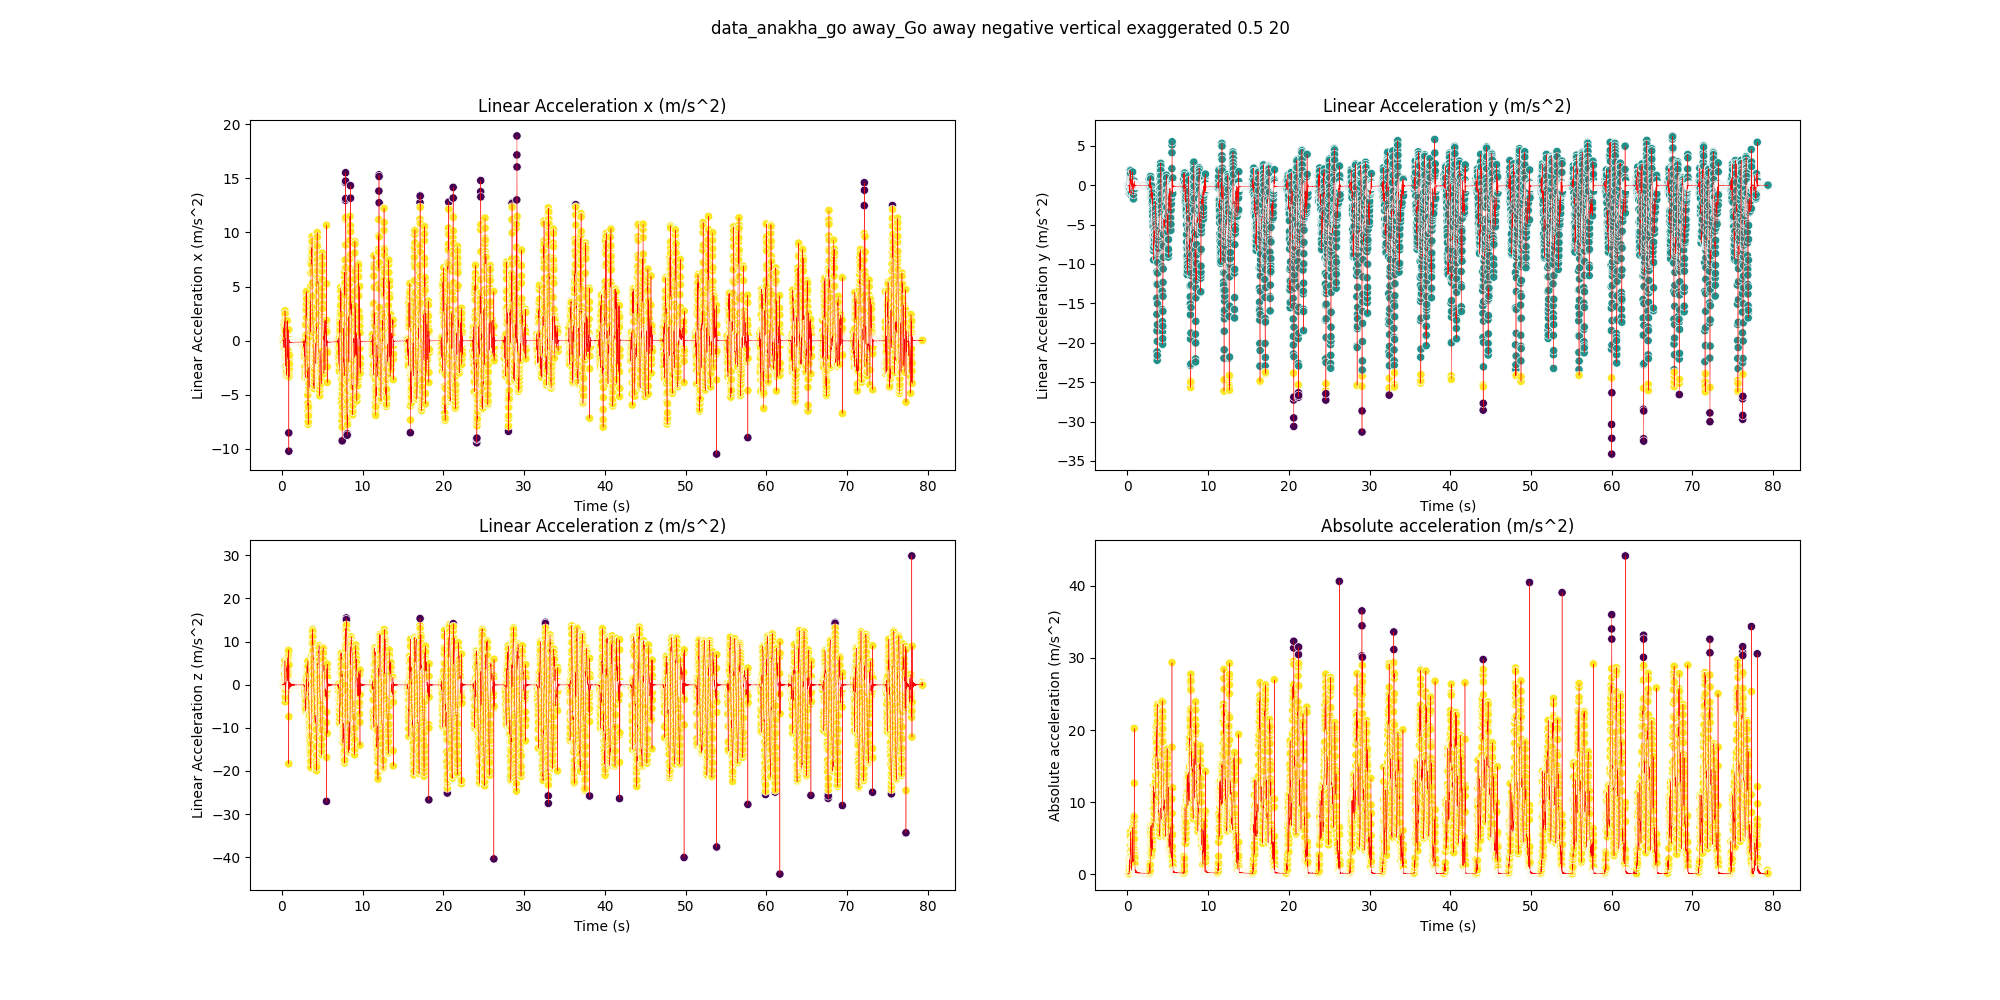 data_anakha_go away_Go away negative vertical exaggerated 0.5 20
Linear Acceleration x (m/s^2)
Linear Acceleration x (m/s^2)
20
15
10
5
0
−5
−10
0 10 20 30 40 50 60 70 80
Time (s)
Linear Acceleration y (m/s^2)
Linear Acceleration y (m/s^2)
5
0
−5
−10
−15
−20
−25
−30
−35
0 10 20 30 40 50 60 70 80
Time (s)
Linear Acceleration z (m/s^2)
Linear Acceleration z (m/s^2)
30
20
10
0
−10
−20
−30
−40
0 10 20 30 40 50 60 70 80
Time (s)
Absolute acceleration (m/s^2)
Absolute acceleration (m/s^2)
40
30
20
10
0
0 10 20 30 40 50 60 70 80
Time (s)